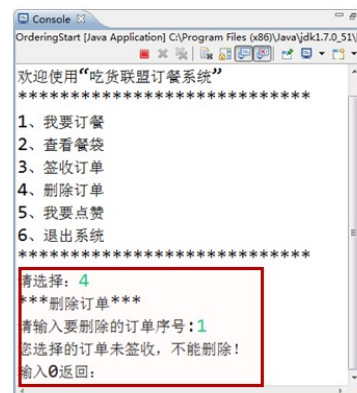 Console
OrderingStart [Java Application] C:\Program Files (x86)\Java\jdk1.7.0_51\
欢迎使用“吃货联盟订餐系统”
****************************
1、我要订餐
2、查看餐袋
3、签收订单
4、删除订单
5、我要点赞
6、退出系统
****************************
请选择：4
***删除订单***
请输入要删除的订单序号:1
您选择的订单未签收，不能删除！
输入0返回：